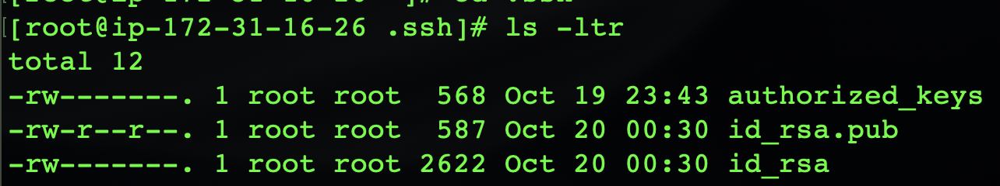 [root@ip-172-31-16-26 .ssh]# ls -ltr
total 12
-rw-------. 1 root root  568 Oct 19 23:43 authorized_keys
-rw-r--r--. 1 root root  587 Oct 20 00:30 id_rsa.pub
-rw-------. 1 root root 2622 Oct 20 00:30 id_rsa